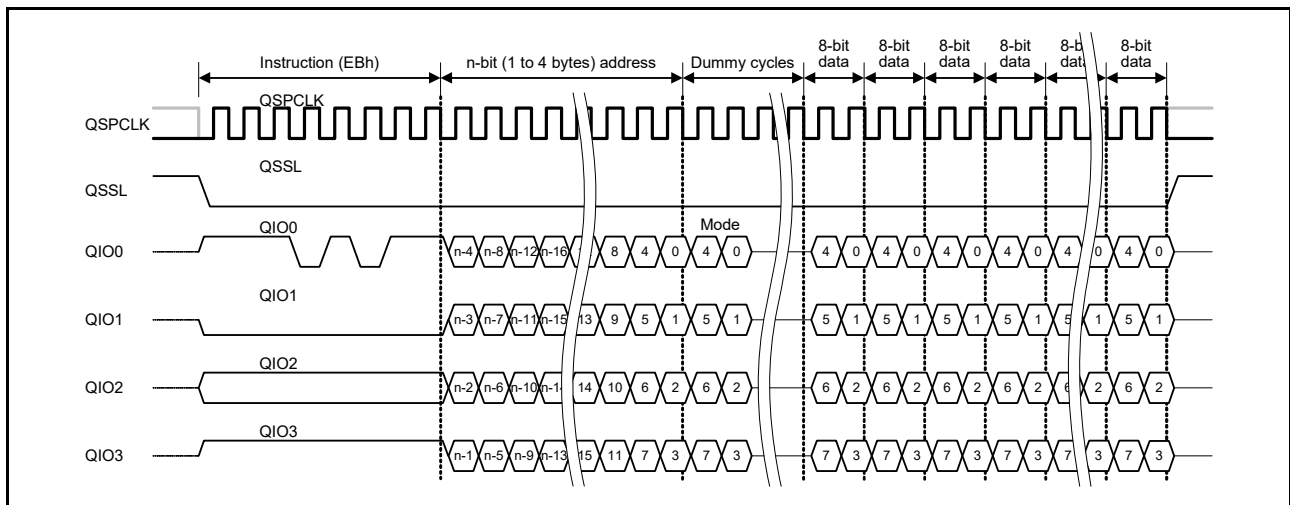 8-bit data 8-bit data 8-bit data 8-bit data 8-bit data 8-bit data
Instruction (EBh) n-bit (1 to 4 bytes) address Dummy cycles
QSPCLK
QSPCLK
QSSL
QSSL
QIO0 Mode
QIO0 n-4 n-8 n-12 n-16 8 4 0 4 0 4 0 4 0 4 0 4 0 4 0 4 0
QIO1
QIO1 n-3 n-7 n-11 n-15 13 9 5 1 5 1 5 1 5 1 5 1 5 1 5 1 5 1
QIO2
QIO2 n-2 n-6 n-10 n-14 14 10 6 2 6 2 6 2 6 2 6 2 6 2 6 2 6 2
QIO3
QIO3 n-1 n-5 n-9 n-13 15 11 7 3 7 3 7 3 7 3 7 3 7 3 7 3 7 3